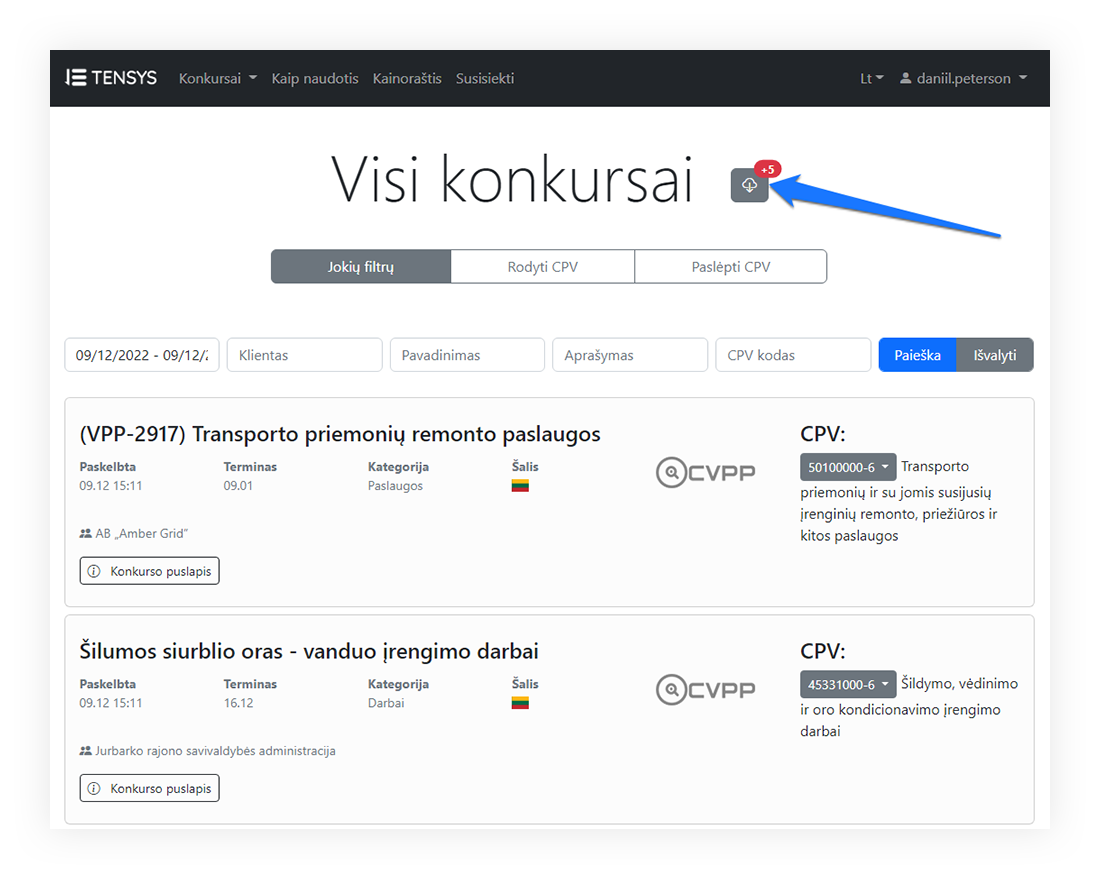 TENSYS Konkursai Kaip naudotis Kainoraštis Susisiekti Lt daniil.peterson
Visi konkursai +5
Jokių filtrų Rodyti CPV Paslėpti CPV
09/12/2022 - 09/12/ Klientas Pavadinimas Aprašymas CPV kodas Paieška Išvalyti
(VPP-2917) Transporto priemonių remonto paslaugos
Paskelbta Terminas Kategorija Šalis
09.12 15:11 09.01 Paslaugos
AB „Amber Grid“
Konkurso puslapis
CVPP
CPV:
50100000-6 Transporto
priemonių ir su jomis susijusių
įrenginių remonto, priežiūros ir
kitos paslaugos
Šilumos siurblio oras - vanduo įrengimo darbai
Paskelbta Terminas Kategorija Šalis
09.12 15:11 16.12 Darbai
Jurbarko rajono savivaldybės administracija
Konkurso puslapis
CVPP
CPV:
45331000-6 Šildymo, vėdinimo
ir oro kondicionavimo įrengimo
darbai